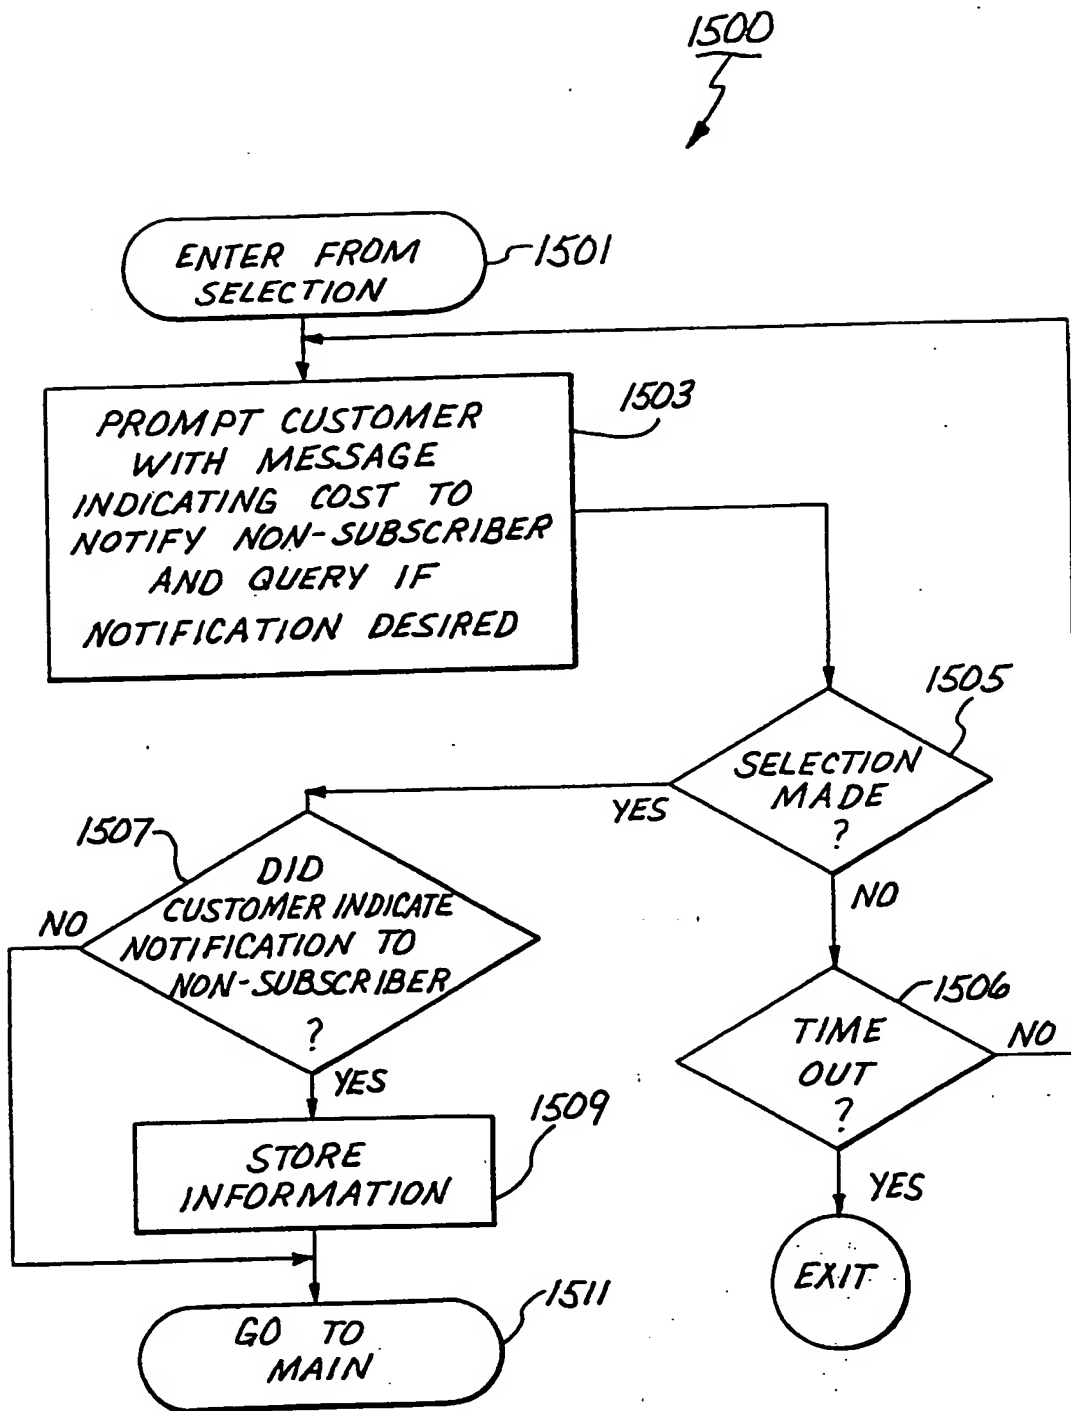 1500
ENTER FROM
SELECTION
1501
PROMPT CUSTOMER
WITH MESSAGE
INDICATING COST TO
NOTIFY NON-SUBSCRIBER
AND QUERY IF
NOTIFICATION DESIRED
1503
1505
SELECTION
MADE
?
YES
NO
1507
DID
CUSTOMER INDICATE
NOTIFICATION TO
NON-SUBSCRIBER
?
NO
YES
1506
TIME
OUT
?
NO
YES
1509
STORE
INFORMATION
EXIT
1511
GO TO
MAIN